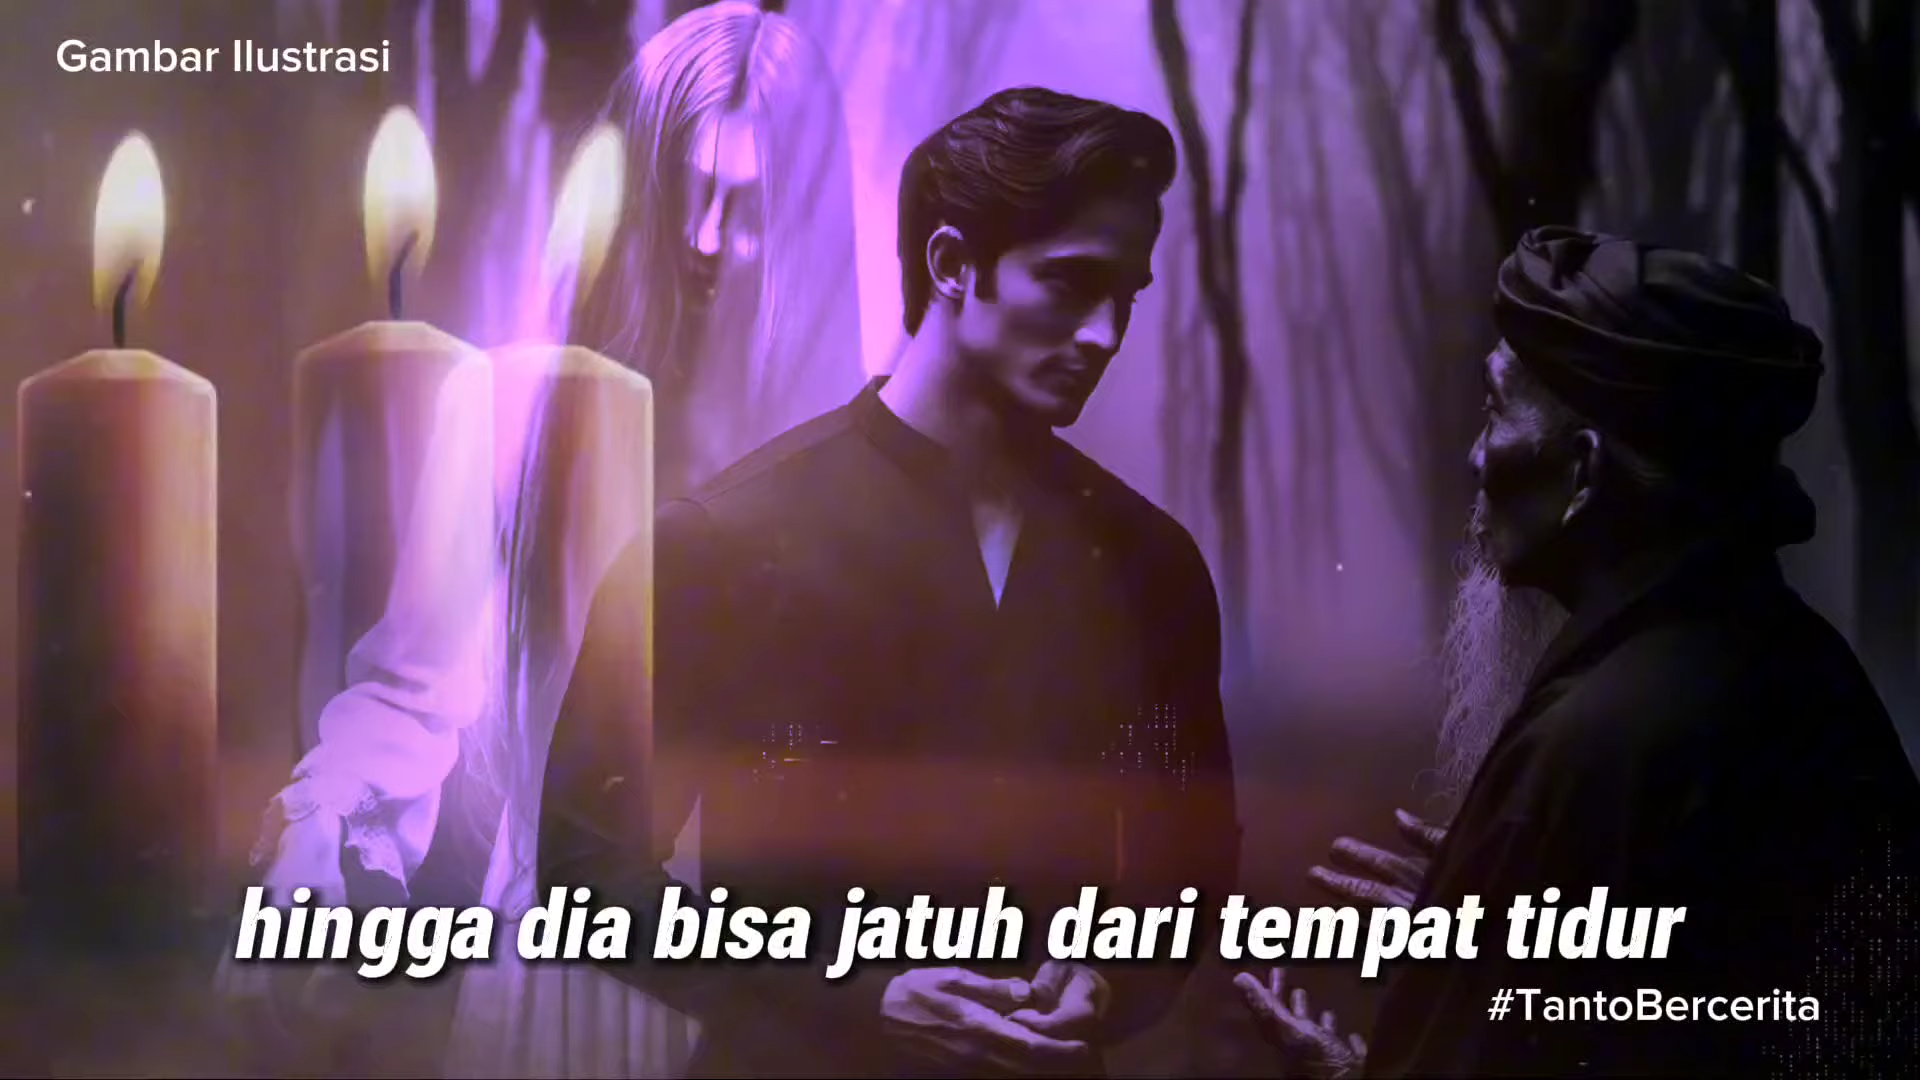 Gambar Ilustrasi
hingga dia bisa jatuh dari tempat tidur
#TantoBercerita